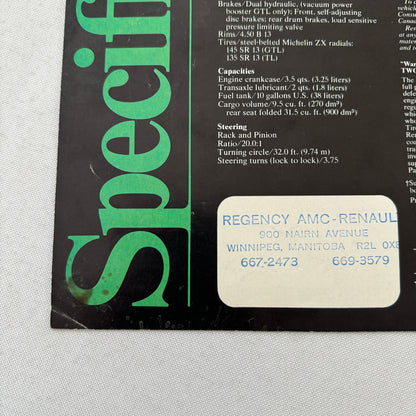 Specifi
Brakes/Dual hydraulic, (vacuum power
booster GTL only); Front, self-adjusting
disc brakes; rear drum brakes, load sensitive
pressure limiting valve
Rims/4.50 B 13
Tires/steel-belted Michelin ZX radials:
145 SR 13 (GTL)
135 SR 13 (TL)
Capacities
Engine crankcase/3.5 qts. (3.25 liters)
Transaxle lubricant/2 qts. (1.8 liters)
Fuel tank/10 gallons U.S. (38 liters)
Cargo volume/9.5 cu. ft. (270 dm³)
rear seat folded 31.5 cu. ft. (900 dm³)
Steering
Rack and Pinion
Ratio/20.0:1
Turning circle/32.0 ft. (9.74 m)
Steering turns (lock to lock)/3.75
REGENCY AMC-RENAUL
900 NAIRN AVENUE
WINNIPEG, MANITOBA R2L 0X8
667-2473 669-3579